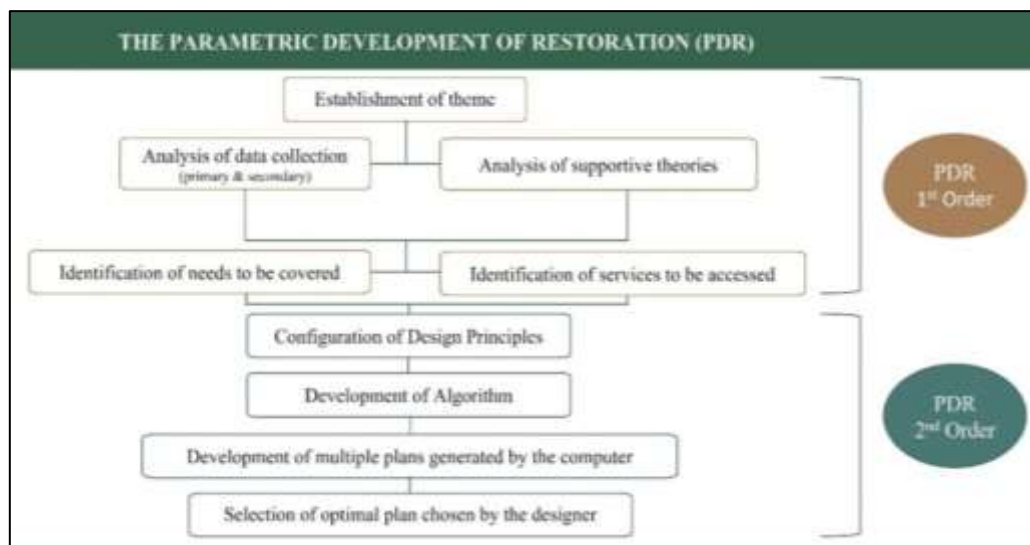 THE PARAMETRIC DEVELOPMENT OF RESTORATION (PDR)
Establishment of theme
Analysis of data collection
(primary & secondary)
Analysis of supportive theories
PDR
1st Order
Identification of needs to be covered
Identification of services to be accessed
Configuration of Design Principles
Development of Algorithm
PDR
2nd Order
Development of multiple plans generated by the computer
Selection of optimal plan chosen by the designer